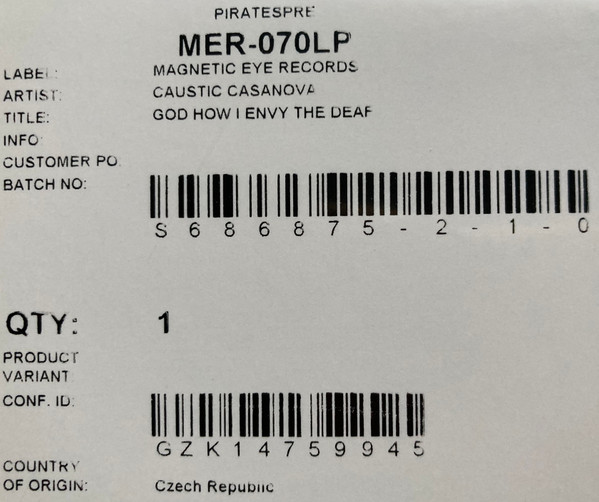 PIRATESPRE
MER-070LP
LABEL: MAGNETIC EYE RECORDS
ARTIST: CAUSTIC CASANOVA
TITLE: GOD HOW I ENVY THE DEAF
INFO:
CUSTOMER PO:
BATCH NO:
S686875-2-1-0
QTY: 1
PRODUCT
VARIANT
CONF. ID:
GZK14759945
COUNTRY
OF ORIGIN: Czech Republic